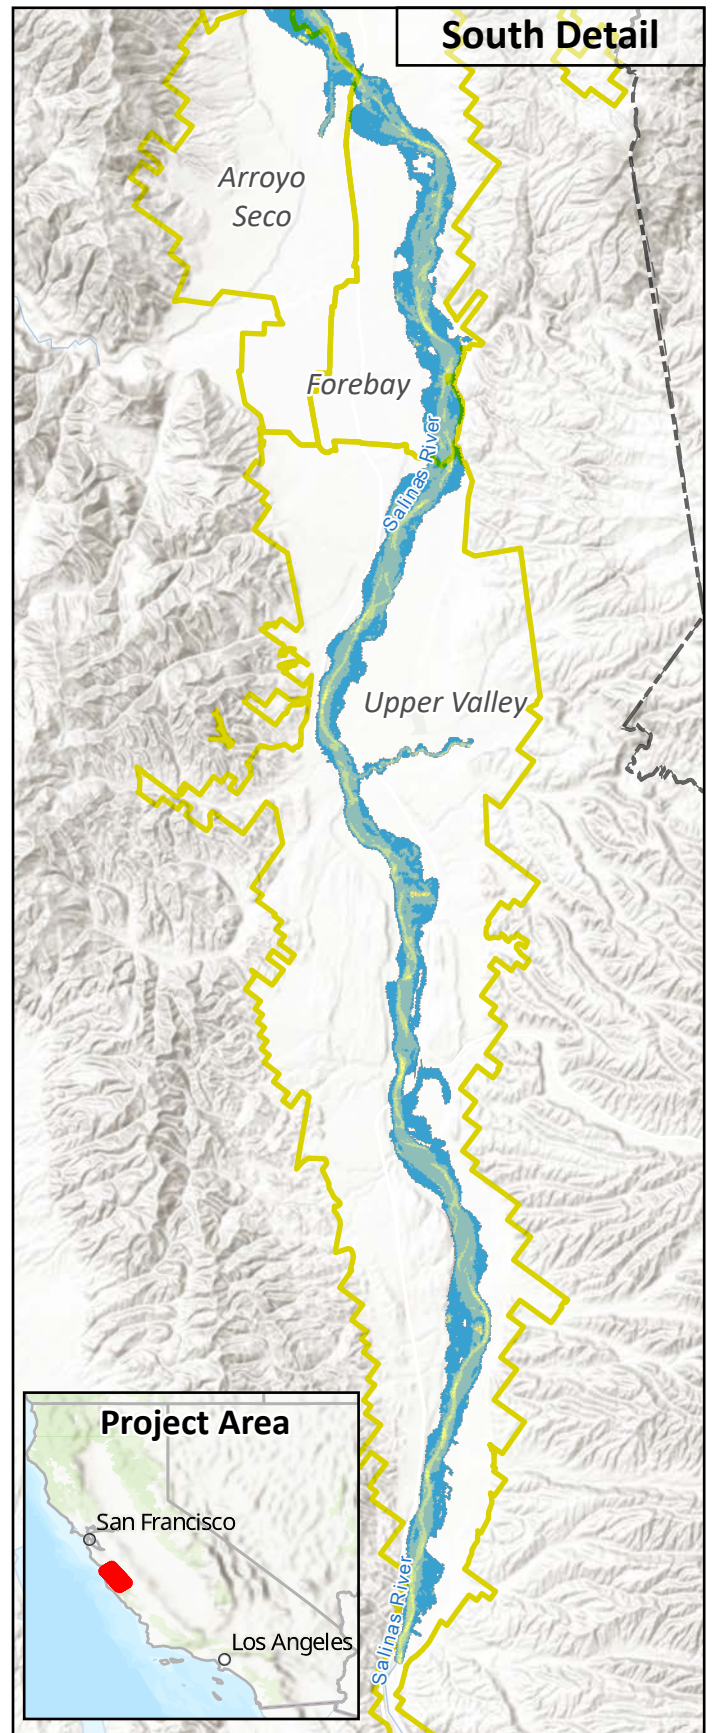 South Detail
Arroyo
Seco
Forebay
Salinas River
Upper Valley
Project Area
San Francisco
Los Angeles
Salinas River